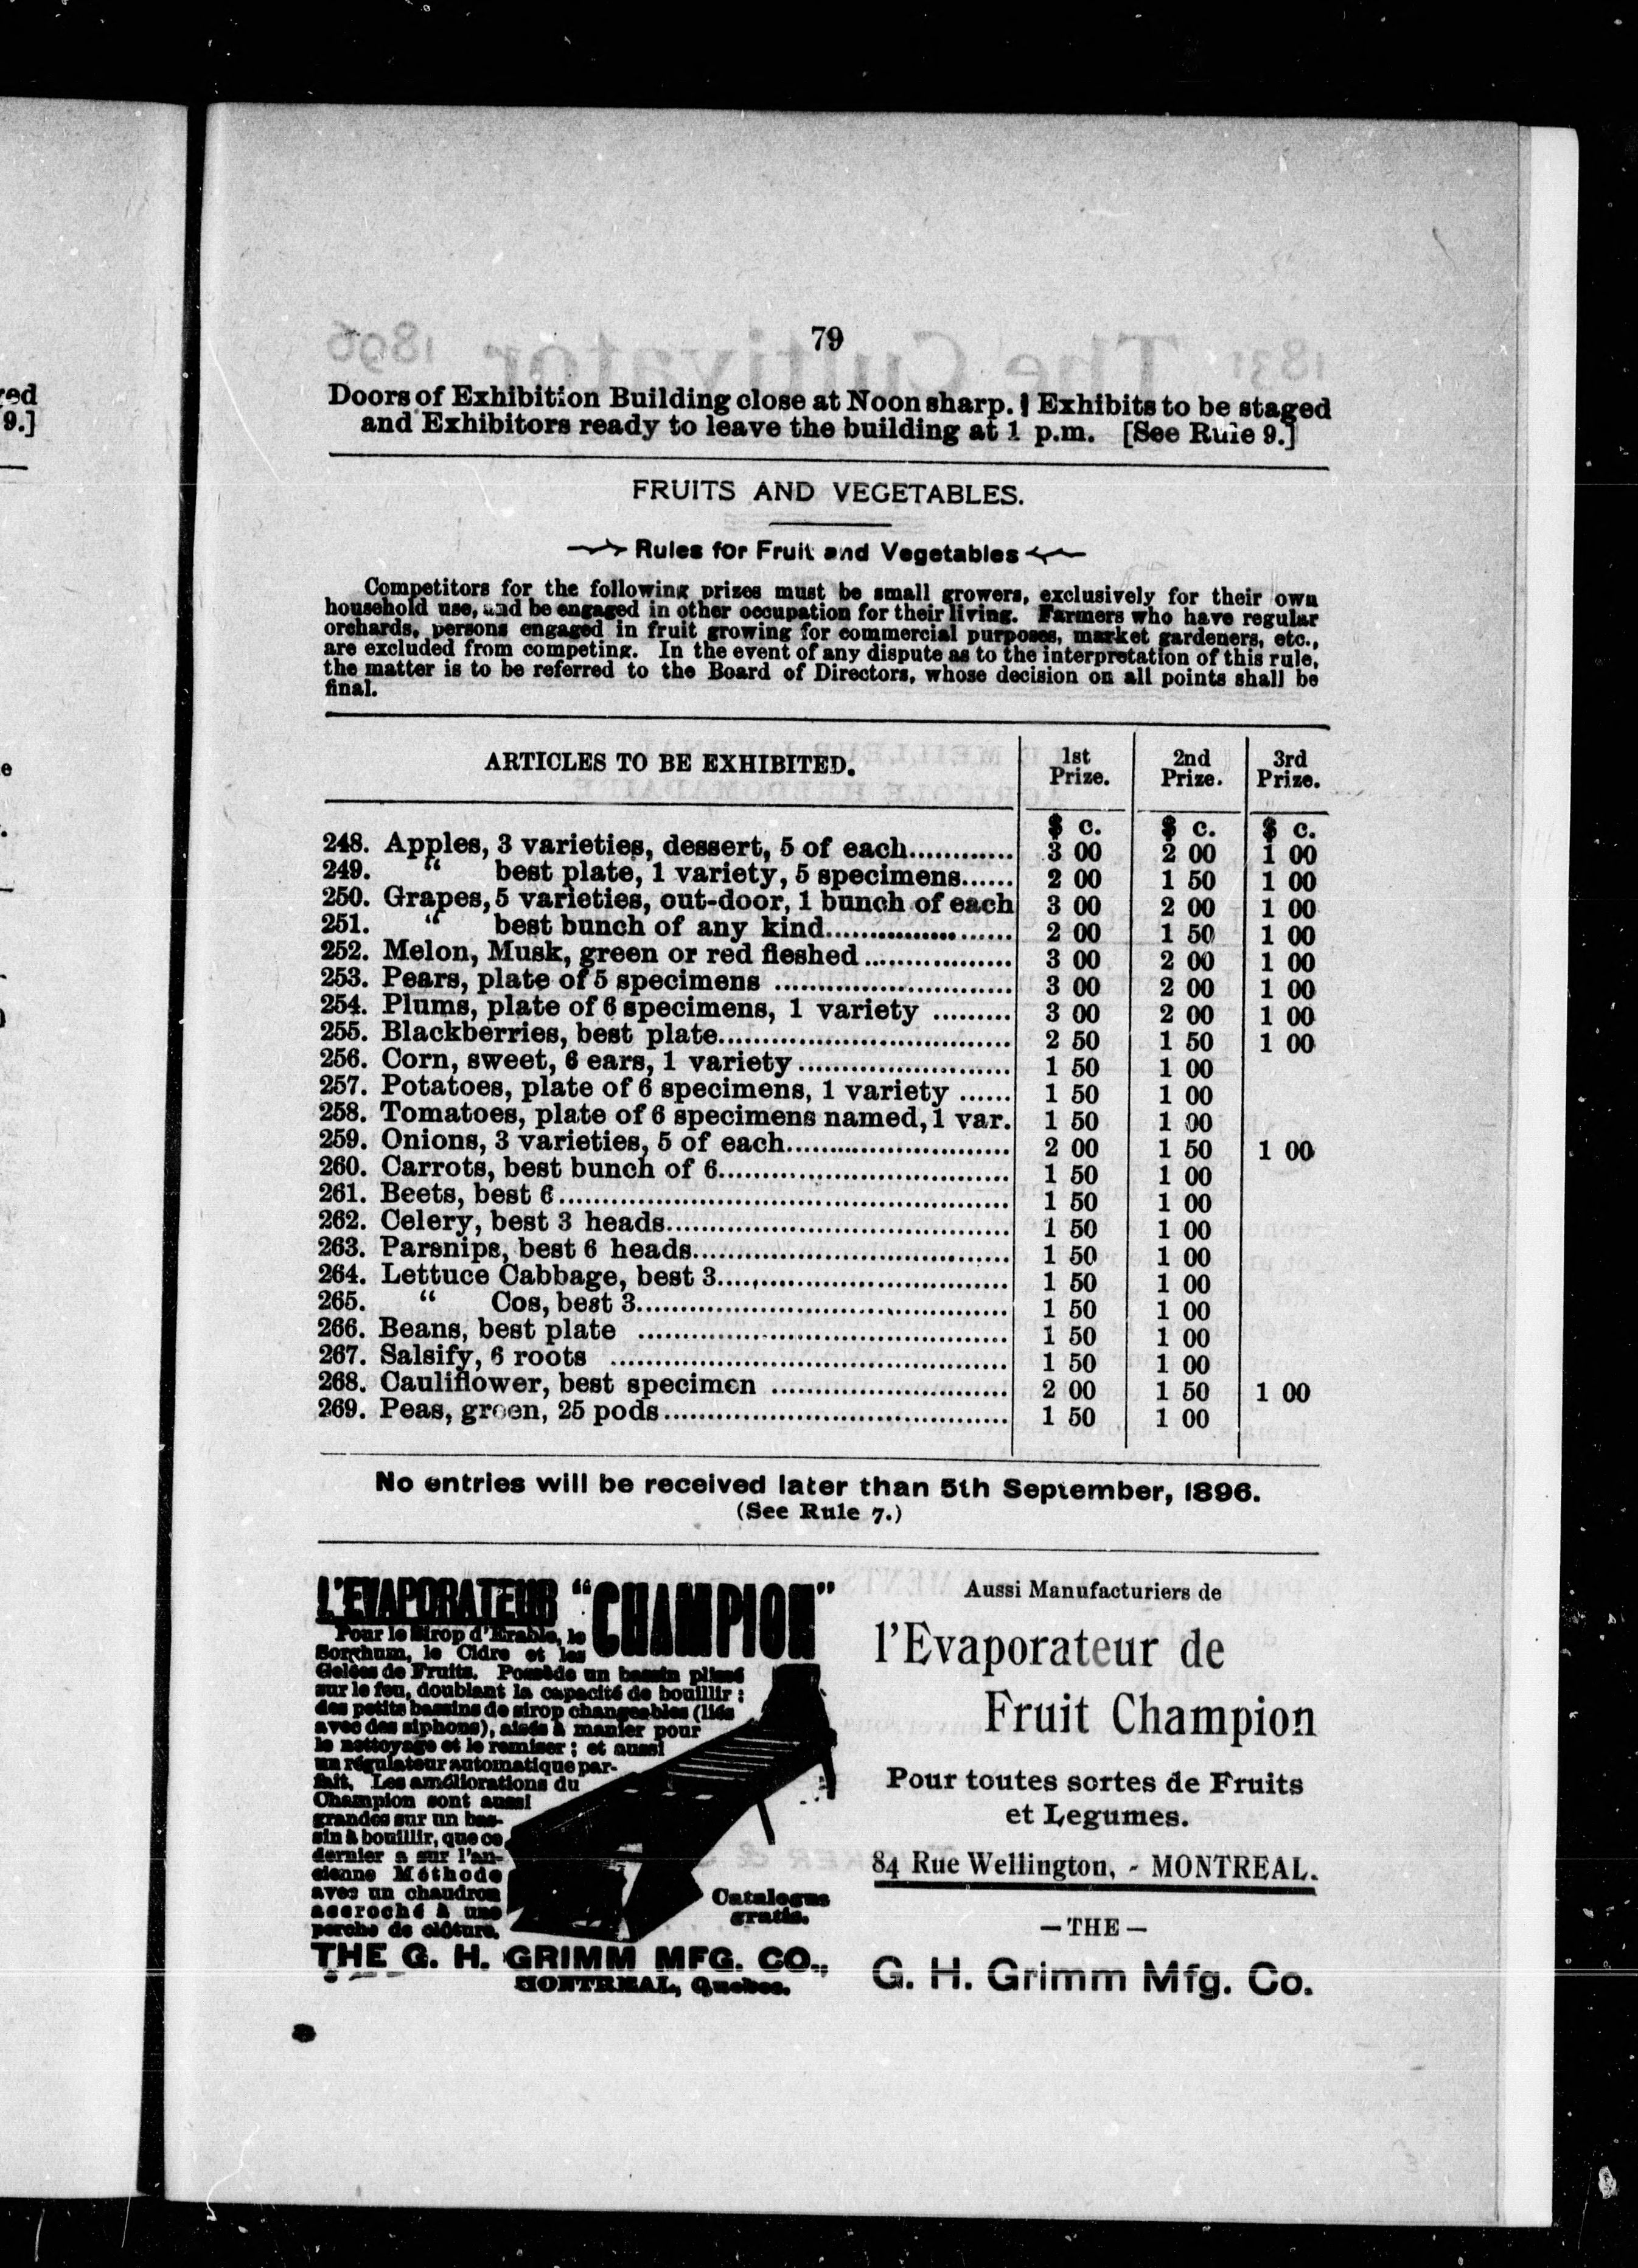 red
9.]
79
Doors of Exhibition Building close at Noon sharp. | Exhibits to be staged
and Exhibitors ready to leave the building at 1 p.m. [See Rule 9.]
FRUITS AND VEGETABLES.
Rules for Fruit and Vegetables
Competitors for the following prizes must be small growers, exclusively for their own
household use, and be engaged in other occupation for their living. Farmers who have regular
orchards, persons engaged in fruit growing for commercial purposes, market gardeners, etc.,
are excluded from competing. In the event of any dispute as to the interpretation of this rule,
the matter is to be referred to the Board of Directors, whose decision on all points shall be
final.
ARTICLES TO BE EXHIBITED. 1st Prize. 2nd Prize. 3rd Prize.
$ c. $ c. $ c.
248. Apples, 3 varieties, dessert, 5 of each............ 3 00 2 00 1 00
249. “ best plate, 1 variety, 5 specimens...... 2 00 1 50 1 00
250. Grapes, 5 varieties, out-door, 1 bunch of each 3 00 2 00 1 00
251. “ best bunch of any kind..................... 2 00 1 50 1 00
252. Melon, Musk, green or red fleshed ................. 3 00 2 00 1 00
253. Pears, plate of 5 specimens ........................... 3 00 2 00 1 00
254. Plums, plate of 6 specimens, 1 variety ......... 3 00 2 00 1 00
255. Blackberries, best plate................................. 2 50 1 50 1 00
256. Corn, sweet, 6 ears, 1 variety ........................ 1 50 1 00
257. Potatoes, plate of 6 specimens, 1 variety ...... 1 50 1 00
258. Tomatoes, plate of 6 specimens named, 1 var. 1 50 1 00
259. Onions, 3 varieties, 5 of each......................... 2 00 1 50 1 00
260. Carrots, best bunch of 6................................. 1 50 1 00
261. Beets, best 6................................................... 1 50 1 00
262. Celery, best 3 heads....................................... 1 50 1 00
263. Parsnips, best 6 heads.................................... 1 50 1 00
264. Lettuce Cabbage, best 3................................. 1 50 1 00
265. “ Cos, best 3.......................................... 1 50 1 00
266. Beans, best plate .......................................... 1 50 1 00
267. Salsify, 6 roots ............................................. 1 50 1 00
268. Cauliflower, best specimen ........................... 2 00 1 50 1 00
269. Peas, green, 25 pods....................................... 1 50 1 00
No entries will be received later than 5th September, 1896.
(See Rule 7.)
L'EVAPORATEUR “CHAMPION”
Pour le Sirop d'Erable, le
Sorghum, le Cidre et les
Gelées de Fruits. Possède un bassin plissé
sur le feu, doublant la capacité de bouillir ;
des petits bassins de sirop changeables (liés
avec des siphons), aisés à manier pour
le nettoyage et le remiser ; et aussi
un régulateur automatique par-
fait. Les améliorations du
Champion sont aussi
grandes sur un bas-
sin à bouillir, que ce
dernier a sur l'an-
cienne Méthode
avec un chaudron
accroché à une
perche de clôture.
Catalogue
gratis.
THE G. H. GRIMM MFG. CO.,
MONTREAL, Quebec.
Aussi Manufacturiers de
l'Evaporateur de
Fruit Champion
Pour toutes sortes de Fruits
et Legumes.
84 Rue Wellington, - MONTREAL.
—THE—
G. H. Grimm Mfg. Co.